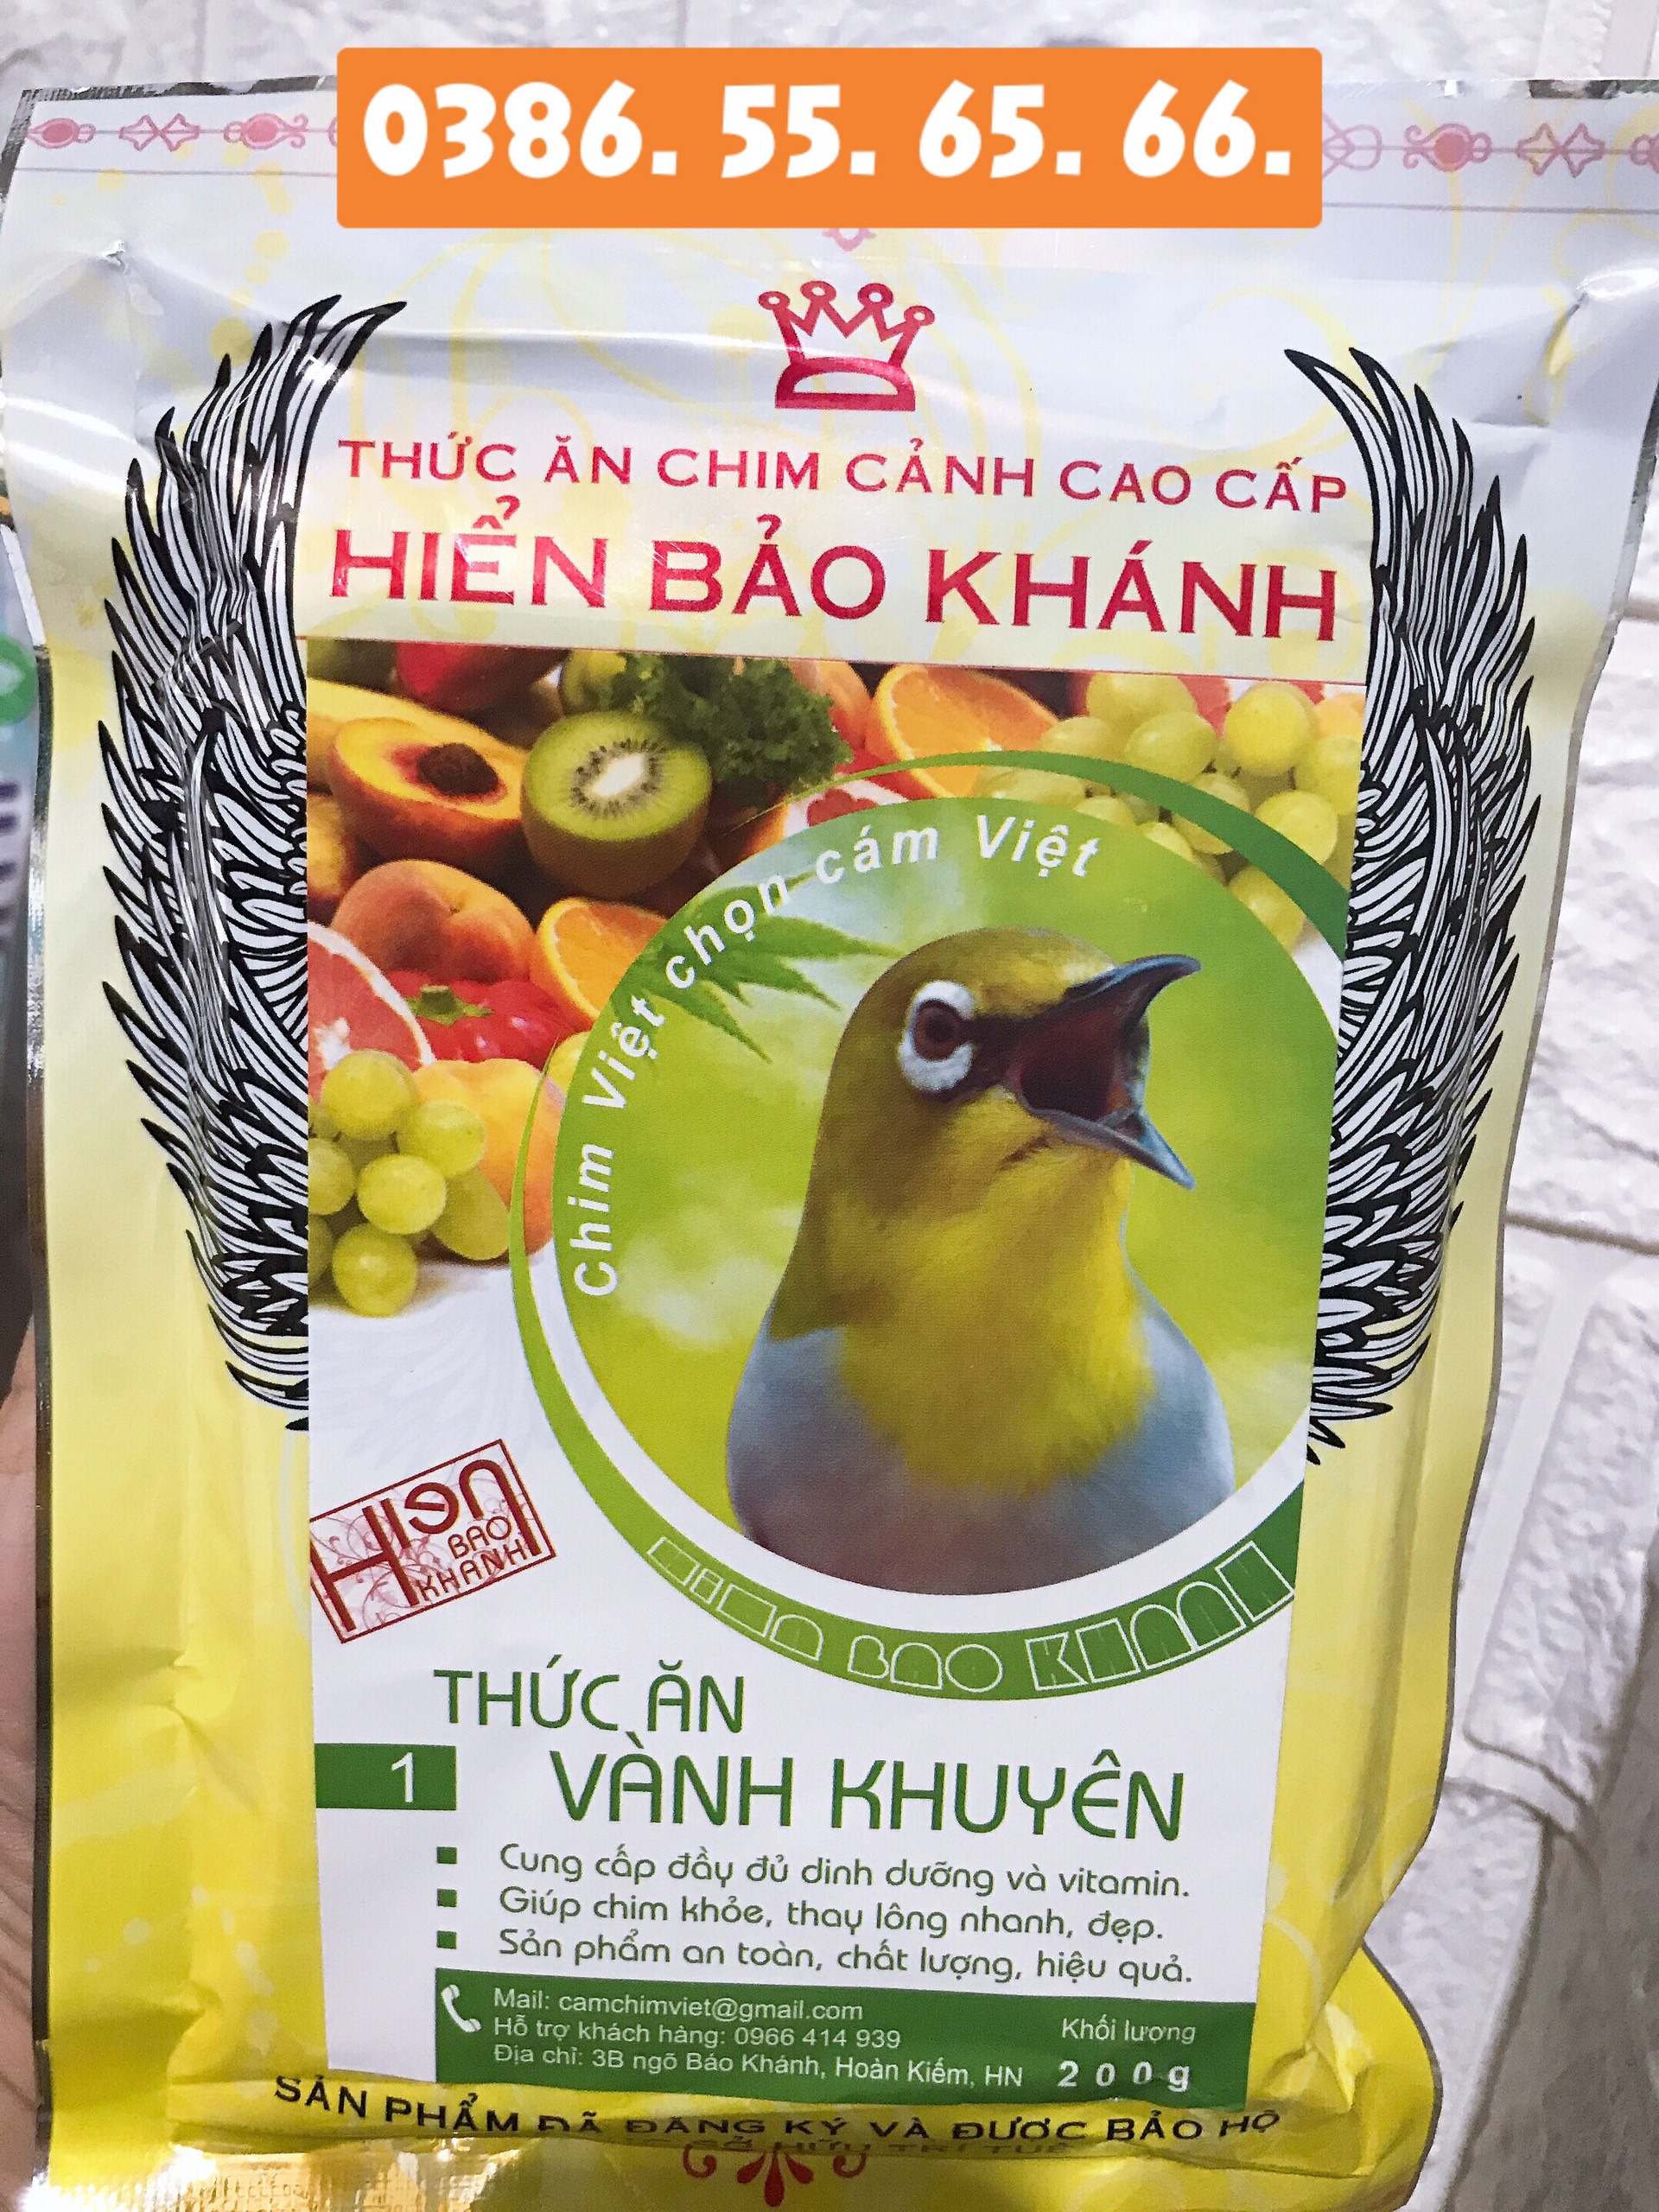 0386. 55. 65. 66.
THỨC ĂN CHIM CẢNH CAO CẤP
HIỂN BẢO KHÁNH
Chim Việt chọn cám Việt
Hien
BAO
KHANH
HIEN BAO KHANH
THỨC ĂN
1
VÀNH KHUYÊN
Cung cấp đầy đủ dinh dưỡng và vitamin.
Giúp chim khỏe, thay lông nhanh, đẹp.
Sản phẩm an toàn, chất lượng, hiệu quả.
Mail: camchimviet@gmail.com
Hỗ trợ khách hàng: 0966 414 939
Địa chỉ: 3B ngõ Bảo Khánh, Hoàn Kiếm, HN
Khối lượng
200g
SẢN PHẨM ĐÃ ĐĂNG KÝ VÀ ĐƯỢC BẢO HỘ
SỞ HỮU TRÍ TUỆ